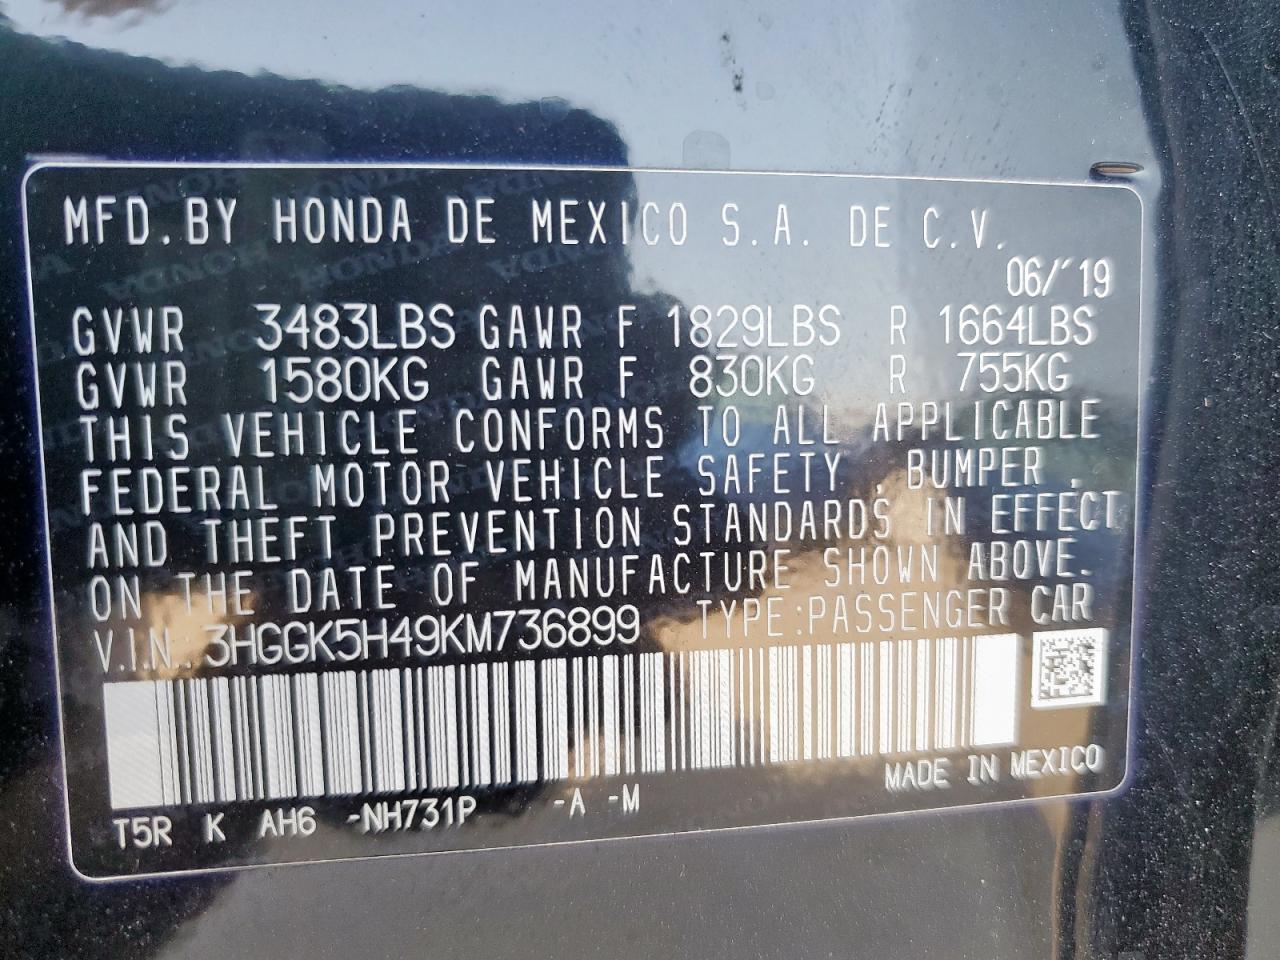 MFD. BY HONDA DE MEXICO S.A. DE C.V.
06/'19
GVWR 3483LBS GAWR F 1829LBS R 1664LBS
GVWR 1580KG GAWR F 830KG R 755KG
THIS VEHICLE CONFORMS TO ALL APPLICABLE
FEDERAL MOTOR VEHICLE SAFETY , BUMPER ,
AND THEFT PREVENTION STANDARDS IN EFFECT
ON THE DATE OF MANUFACTURE SHOWN ABOVE.
V.I.N.: 3HGGK5H49KM736899 TYPE:PASSENGER CAR
MADE IN MEXICO
T5R K AH6 -NH731P -A -M